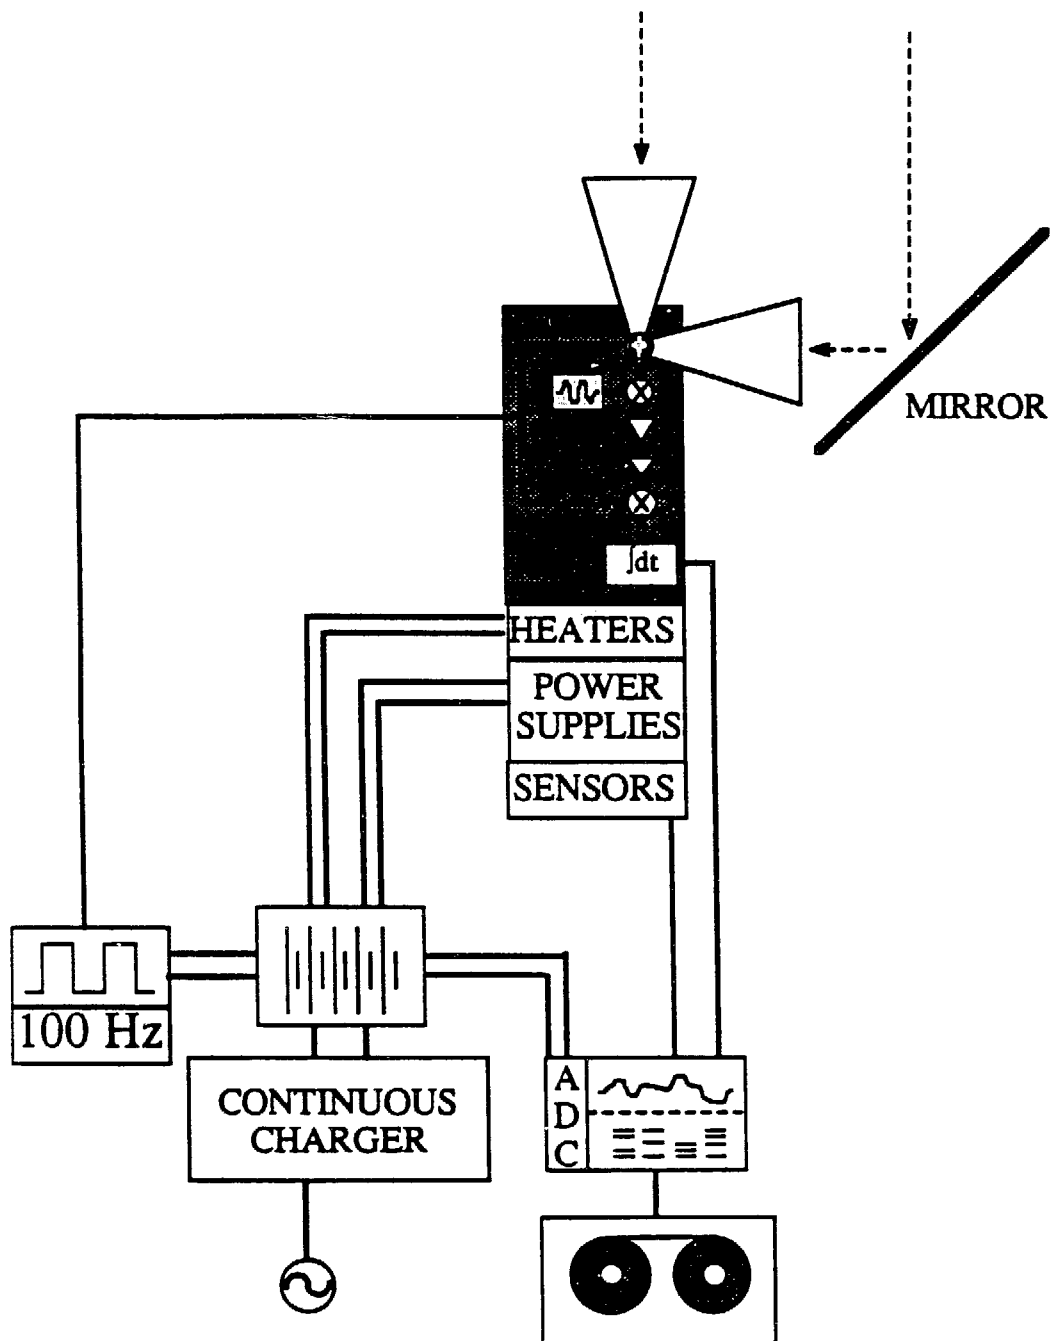 MIRROR
∫dt
HEATERS
POWER
SUPPLIES
SENSORS
100 Hz
CONTINUOUS
CHARGER
A
D
C